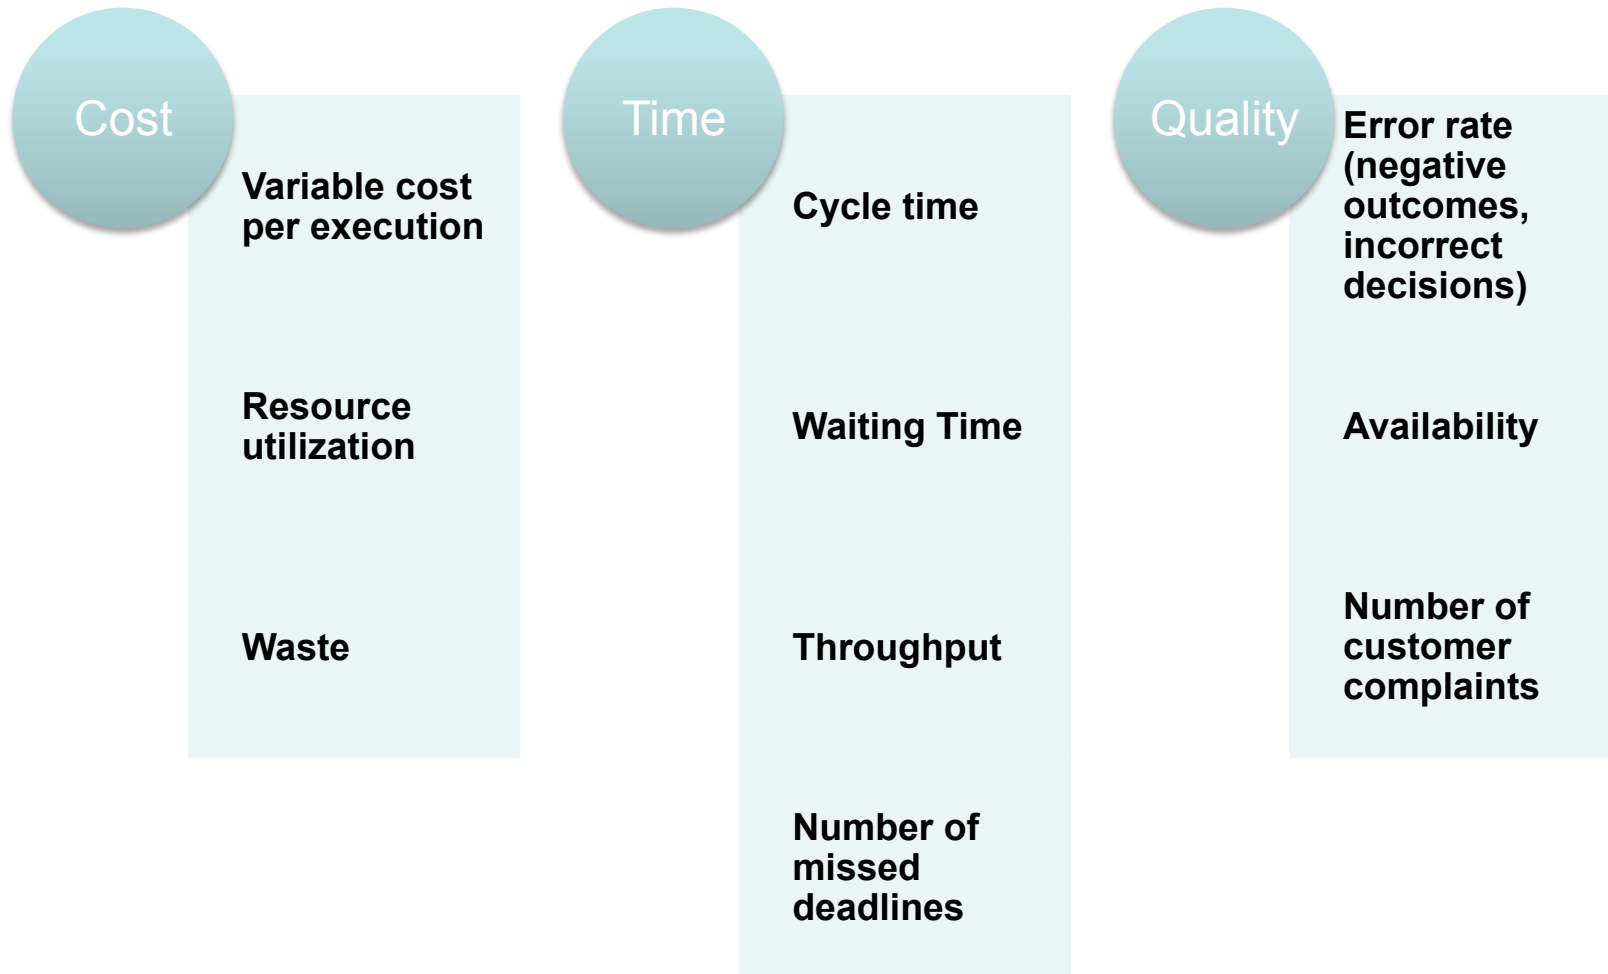 Cost
Variable cost
per execution
Resource
utilization
Waste
Time
Cycle time
Waiting Time
Throughput
Number of
missed
deadlines
Quality
Error rate
(negative
outcomes,
incorrect
decisions)
Availability
Number of
customer
complaints